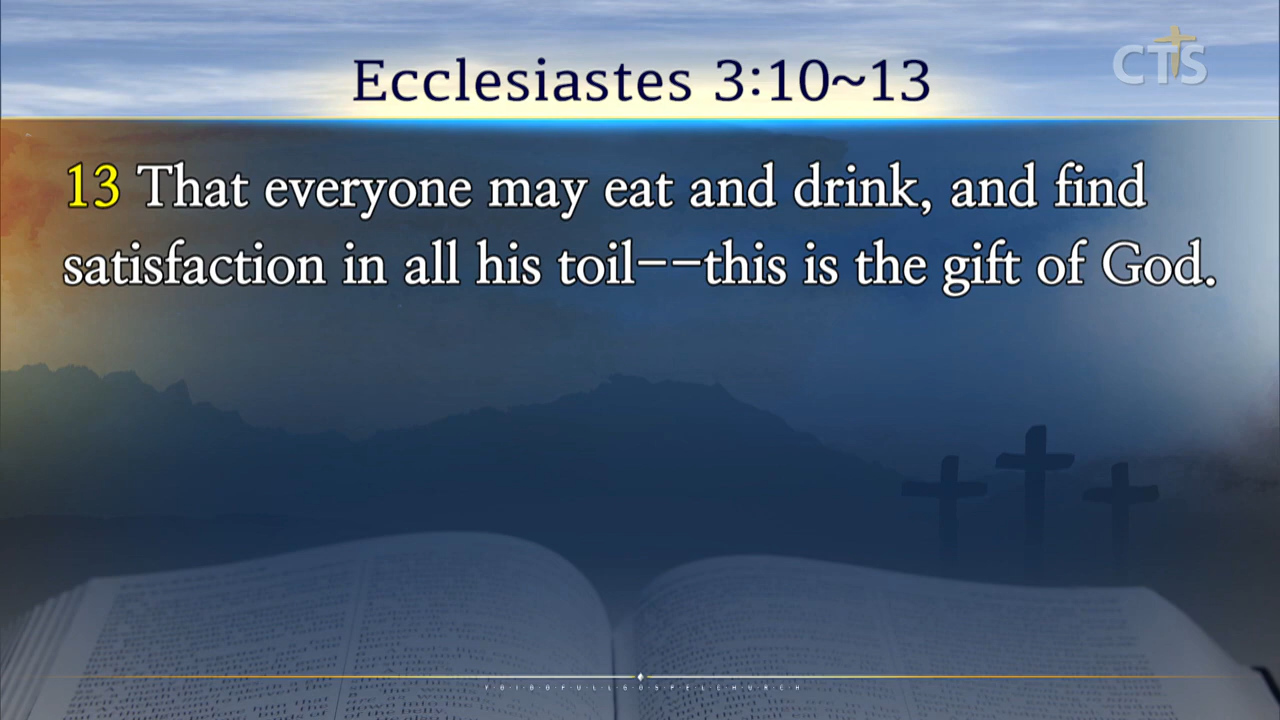 Ecclesiastes 3:10~13
CTS
13 That everyone may eat and drink, and find
satisfaction in all his toil--this is the gift of God.
Y·O·I·D·O·F·U·L·L·G·O·S·P·E·L·C·H·U·R·C·H